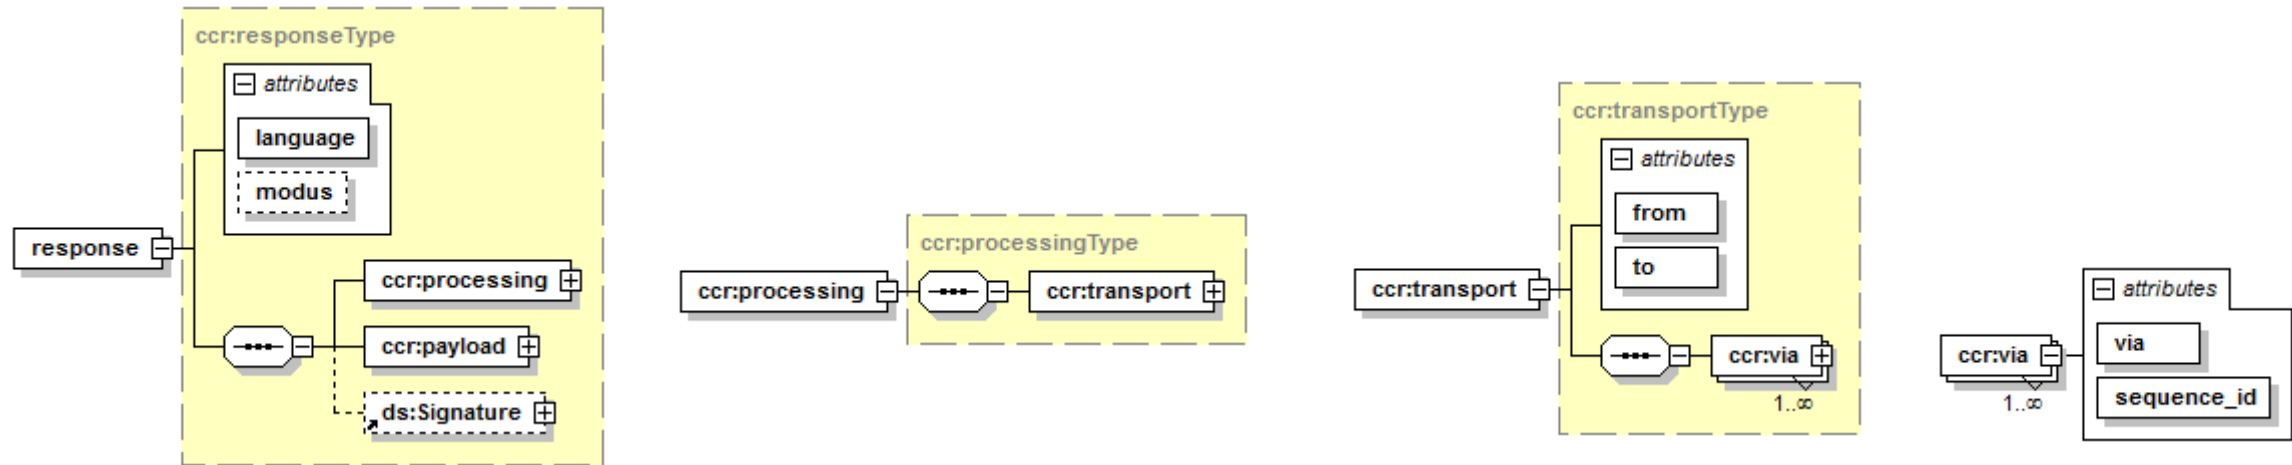 ccr:responseType
attributes
language
modus
response
ccr:processing
ccr:payload
ds:Signature
ccr:processingType
ccr:processing
ccr:transport
ccr:transportType
attributes
from
to
ccr:transport
ccr:via
1..∞
attributes
via
ccr:via
sequence_id
1..∞